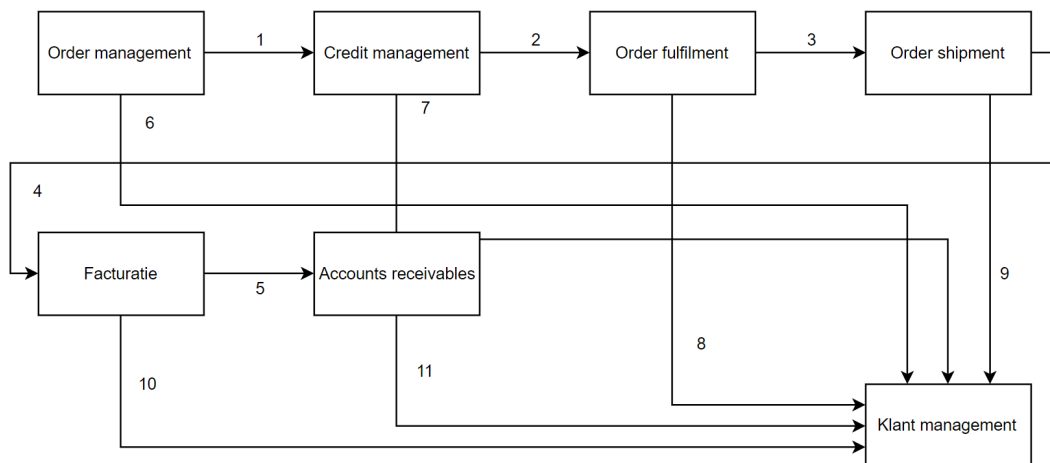 Order management
1
Credit management
2
Order fulfilment
3
Order shipment
6
7
4
Facturatie
5
Accounts receivables
9
8
10
11
Klant management